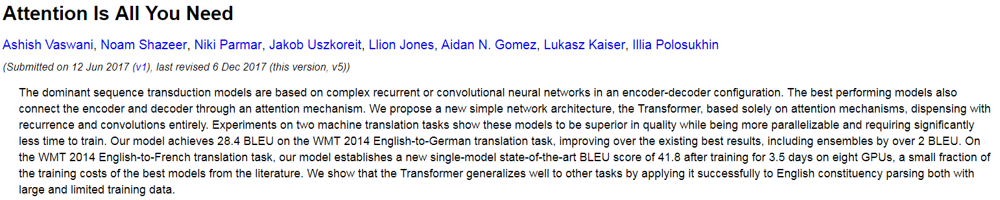 Attention Is All You Need
Ashish Vaswani, Noam Shazeer, Niki Parmar, Jakob Uszkoreit, Llion Jones, Aidan N. Gomez, Lukasz Kaiser, Illia Polosukhin
(Submitted on 12 Jun 2017 (v1), last revised 6 Dec 2017 (this version, v5))
The dominant sequence transduction models are based on complex recurrent or convolutional neural networks in an encoder-decoder configuration. The best performing models also
connect the encoder and decoder through an attention mechanism. We propose a new simple network architecture, the Transformer, based solely on attention mechanisms, dispensing with
recurrence and convolutions entirely. Experiments on two machine translation tasks show these models to be superior in quality while being more parallelizable and requiring significantly
less time to train. Our model achieves 28.4 BLEU on the WMT 2014 English-to-German translation task, improving over the existing best results, including ensembles by over 2 BLEU. On
the WMT 2014 English-to-French translation task, our model establishes a new single-model state-of-the-art BLEU score of 41.8 after training for 3.5 days on eight GPUs, a small fraction of
the training costs of the best models from the literature. We show that the Transformer generalizes well to other tasks by applying it successfully to English constituency parsing both with
large and limited training data.